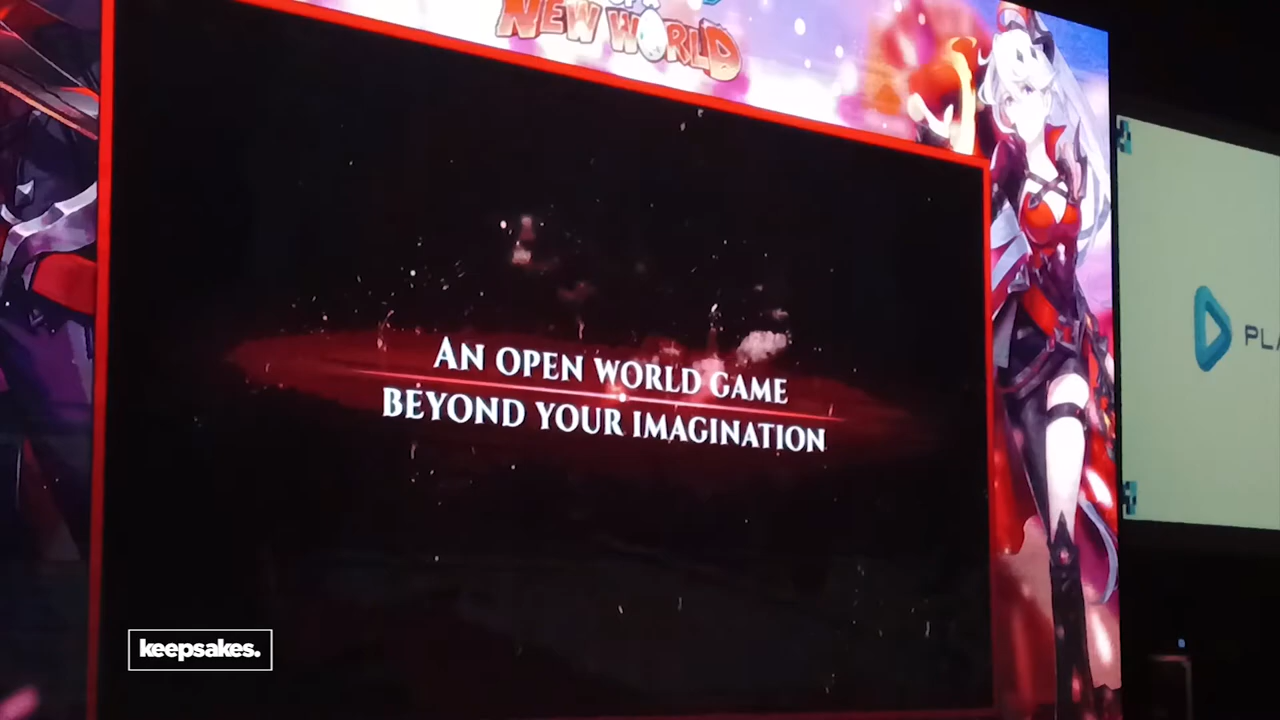 NEW WORLD
AN OPEN WORLD GAME
BEYOND YOUR IMAGINATION
PLA
keepsakes.